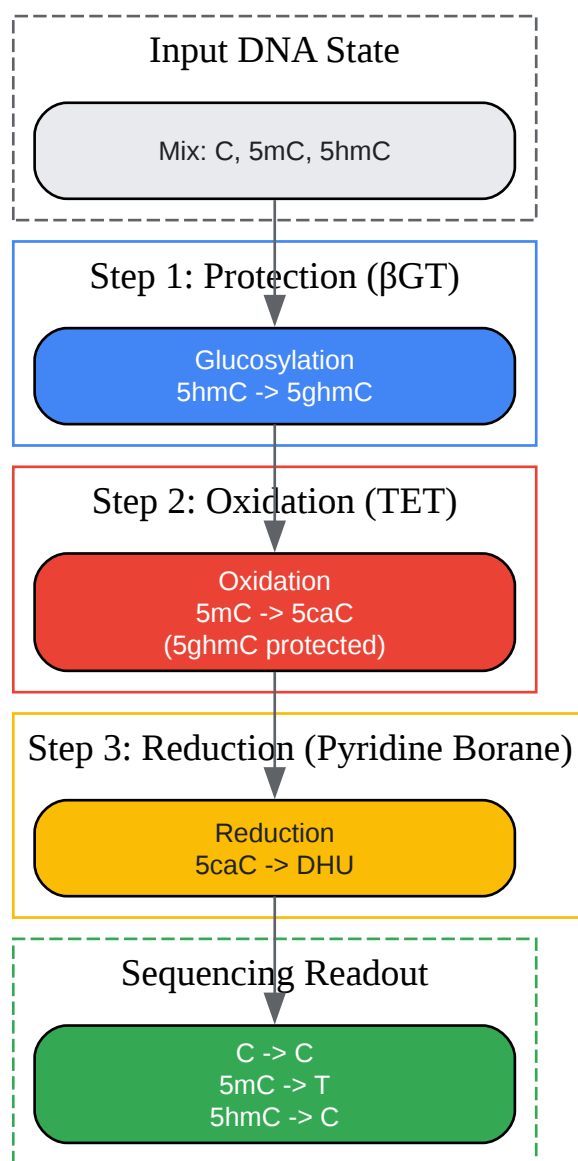 Input DNA State
Mix: C, 5mC, 5hmC
Step 1: Protection (βGT)
Glucosylation
5hmC -> 5ghmC
Step 2: Oxidation (TET)
Oxidation
5mC -> 5caC
(5ghmC protected)
Step 3: Reduction (Pyridine Borane)
Reduction
5caC -> DHU
Sequencing Readout
C -> C
5mC -> T
5hmC -> C